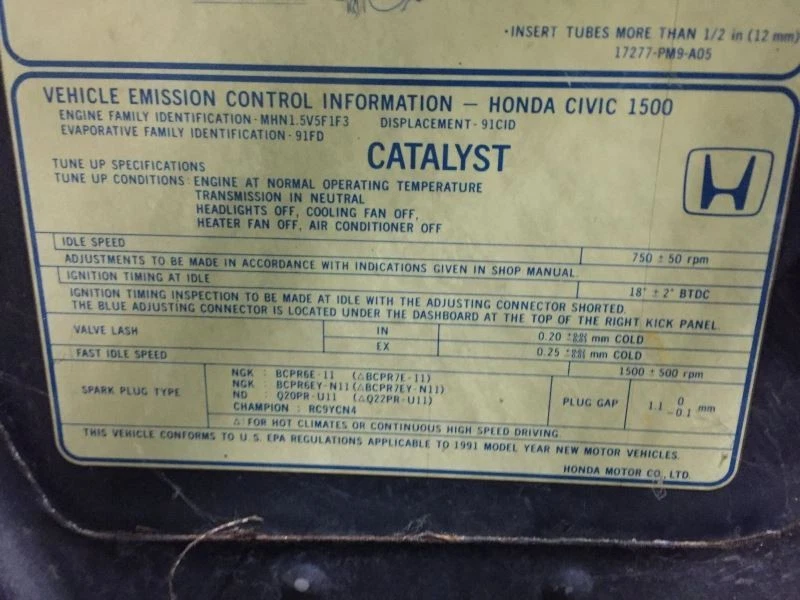 ·INSERT TUBES MORE THAN 1/2 in (12 mm)
17277-PM9-A05
VEHICLE EMISSION CONTROL INFORMATION – HONDA CIVIC 1500
ENGINE FAMILY IDENTIFICATION-MHN1.5V5F1F3 DISPLACEMENT-91CID
EVAPORATIVE FAMILY IDENTIFICATION-91FD
CATALYST
TUNE UP SPECIFICATIONS
TUNE UP CONDITIONS: ENGINE AT NORMAL OPERATING TEMPERATURE
TRANSMISSION IN NEUTRAL
HEADLIGHTS OFF, COOLING FAN OFF,
HEATER FAN OFF, AIR CONDITIONER OFF
IDLE SPEED 750 ± 50 rpm
ADJUSTMENTS TO BE MADE IN ACCORDANCE WITH INDICATIONS GIVEN IN SHOP MANUAL.
IGNITION TIMING AT IDLE 18° ± 2° BTDC
IGNITION TIMING INSPECTION TO BE MADE AT IDLE WITH THE ADJUSTING CONNECTOR SHORTED.
THE BLUE ADJUSTING CONNECTOR IS LOCATED UNDER THE DASHBOARD AT THE TOP OF THE RIGHT KICK PANEL.
VALVE LASH IN 0.20 mm COLD
EX 0.25 mm COLD
FAST IDLE SPEED 1500 ± 500 rpm
SPARK PLUG TYPE
NGK : BCPR6E-11 (△BCPR7E-11)
NGK : BCPR6EY-N11 (△BCPR7EY-N11)
ND : Q20PR-U11 (△Q22PR-U11)
CHAMPION : RC9YCN4
PLUG GAP 1.1 0 -0.1 mm
△: FOR HOT CLIMATES OR CONTINUOUS HIGH SPEED DRIVING.
THIS VEHICLE CONFORMS TO U.S. EPA REGULATIONS APPLICABLE TO 1991 MODEL YEAR NEW MOTOR VEHICLES.
HONDA MOTOR CO., LTD.